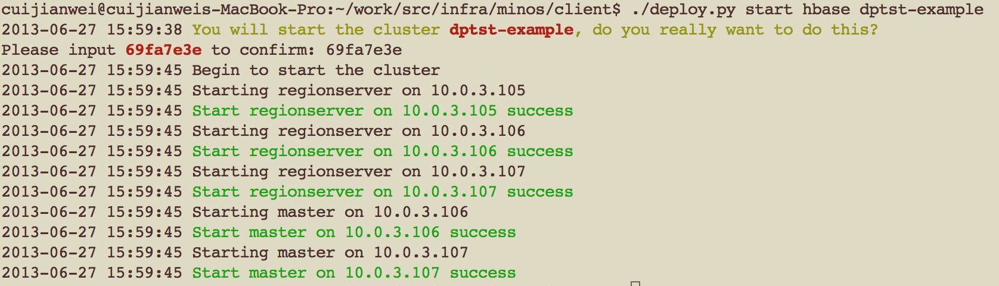 cuijianwei@cuijianweis-MacBook-Pro:~/work/src/infra/minos/client$ ./deploy.py start hbase dptst-example
2013-06-27 15:59:38 You will start the cluster dptst-example, do you really want to do this?
Please input 69fa7e3e to confirm: 69fa7e3e
2013-06-27 15:59:45 Begin to start the cluster
2013-06-27 15:59:45 Starting regionserver on 10.0.3.105
2013-06-27 15:59:45 Start regionserver on 10.0.3.105 success
2013-06-27 15:59:45 Starting regionserver on 10.0.3.106
2013-06-27 15:59:45 Start regionserver on 10.0.3.106 success
2013-06-27 15:59:45 Starting regionserver on 10.0.3.107
2013-06-27 15:59:45 Start regionserver on 10.0.3.107 success
2013-06-27 15:59:45 Starting master on 10.0.3.106
2013-06-27 15:59:45 Start master on 10.0.3.106 success
2013-06-27 15:59:45 Starting master on 10.0.3.107
2013-06-27 15:59:45 Start master on 10.0.3.107 success